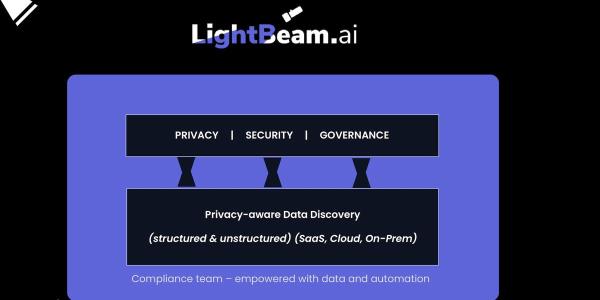 LightBeam.ai
PRIVACY | SECURITY | GOVERNANCE
Privacy-aware Data Discovery
(structured & unstructured) (SaaS, Cloud, On-Prem)
Compliance team – empowered with data and automation